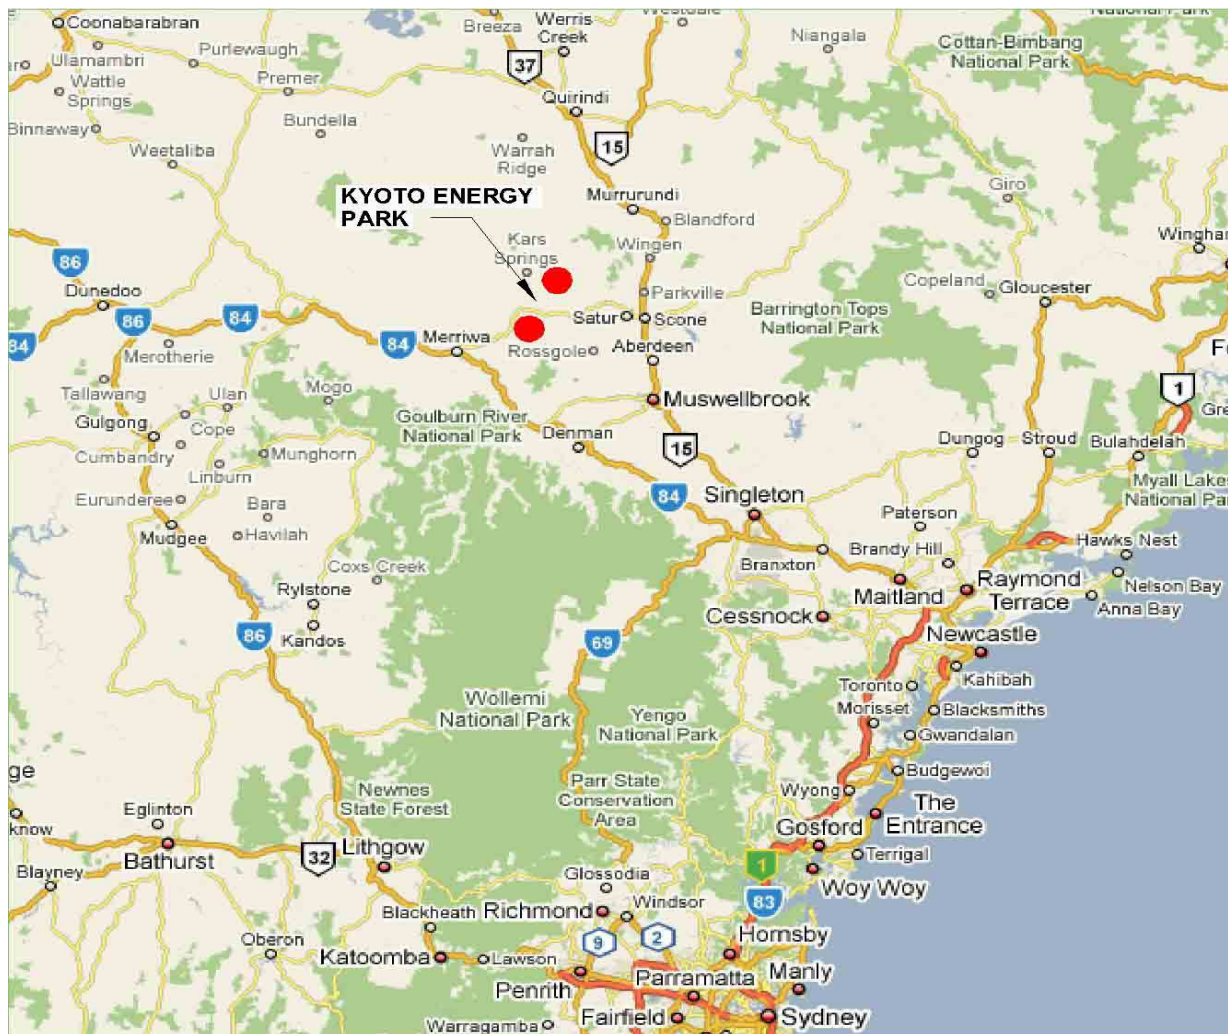 Coonabarabran
Ulamambri
Purlewaugh
Wattle
Springs
Premer
Binnaway
Bundella
Weetaliba
Breeza
Werris
Creek
37
Quirindi
15
Warrah
Ridge
Niangala
Cottan-Bimbang
National Park
Giro
KYOTO ENERGY
PARK
Murrurundi
Blandford
Kars
Springs
Wingen
Parkville
Copeland
Gloucester
86
Dunedoo
86
84
84
84
Merotherie
Merriwa
Satur
Scone
Rossgole
Aberdeen
Barrington Tops
National Park
Tallawang
Ulan
Mogo
Gulgong
Cope
Cumbandry
Munghorn
Linburn
Goulburn River
National Park
Muswellbrook
Denman
15
1
Dungog
Stroud
Bulahdelah
Eurunderee
Bara
Havilah
Mudgee
84
Singleton
Paterson
Hawks Nest
Coxs Creek
Branxton
Brandy Hill
Nelson Bay
Rylstone
Maitland
Raymond
Terrace
Anna Bay
Kandos
86
69
Cessnock
Newcastle
Kahibah
Wollemi
National Park
Yengo
National Park
Toronto
Morisset
Blacksmiths
Gwandalan
Budgewoi
Newnes
State Forest
Parr State
Conservation
Area
Wyong
The
Entrance
Eglinton
Bathurst
32
Lithgow
Gosford
Terrigal
1
Woy Woy
83
Blayney
Glossodia
Blackheath
Richmond
Windsor
9
2
Oberon
Katoomba
Lawson
Hornsby
Penrith
Parramatta
Manly
Warragamba
Fairfield
Sydney